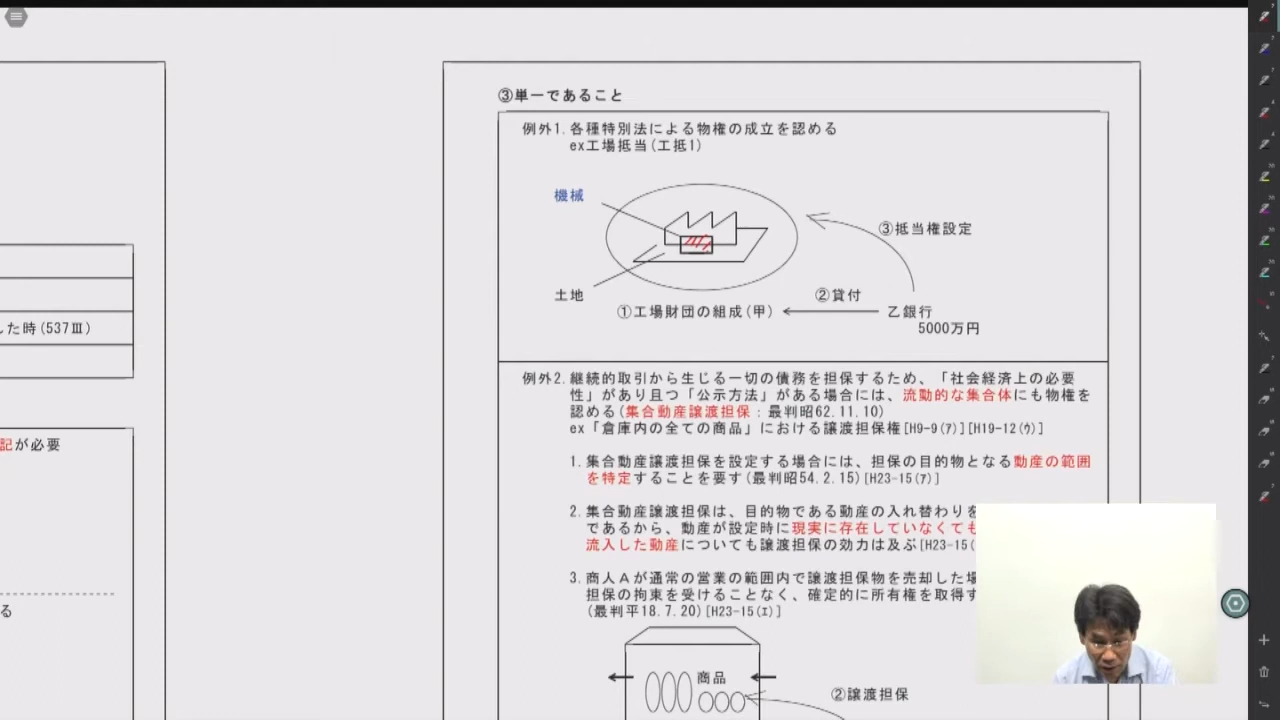 した時(537Ⅲ)
記が必要
る
③単一であること
例外1. 各種特別法による物権の成立を認める
ex工場抵当(工抵1)
機械
③抵当権設定
土地
②貸付
①工場財団の組成(甲)
乙銀行
5000万円
例外2. 継続的取引から生じる一切の債務を担保するため、「社会経済上の必要
性」があり且つ「公示方法」がある場合には、流動的な集合体にも物権を
認める(集合動産譲渡担保：最判昭62.11.10)
ex「倉庫内の全ての商品」における譲渡担保権[H9-9(ｱ)][H19-12(ｳ)]
1. 集合動産譲渡担保を設定する場合には、担保の目的物となる動産の範囲
を特定することを要す(最判昭54.2.15)[H23-15(ｱ)]
2. 集合動産譲渡担保は、目的物である動産の入れ替わりを
であるから、動産が設定時に現実に存在していなくても
流入した動産についても譲渡担保の効力は及ぶ[H23-15(
3. 商人Ａが通常の営業の範囲内で譲渡担保物を売却した場
担保の拘束を受けることなく、確定的に所有権を取得す
(最判平18.7.20)[H23-15(ｴ)]
商品
②譲渡担保